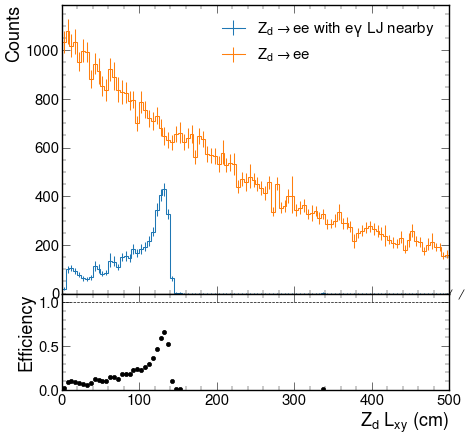 Counts
Z_d → ee with eγ LJ nearby
Z_d → ee
1000
800
600
400
200
0
Efficiency
1.0
0.5
0.0
0 100 200 300 400 500
Z_d L_xy (cm)